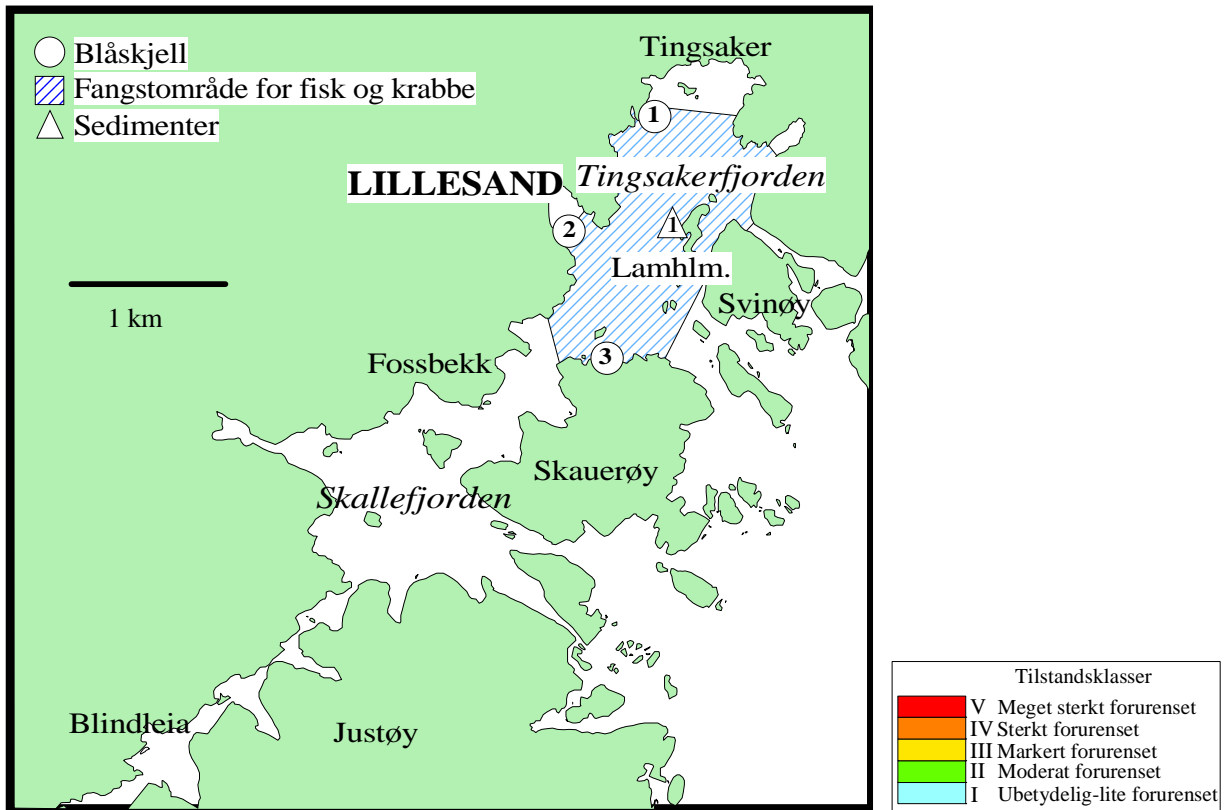 Blåskjell
Fangstområde for fisk og krabbe
Sedimenter
Tingsaker
1
LILLESAND
Tingsakerfjorden
2
1
Lamhlm.
Svinøy
1 km
3
Fossbekk
Skauerøy
Skallefjorden
Blindleia
Justøy
Tilstandsklasser
V Meget sterkt forurenset
IV Sterkt forurenset
III Markert forurenset
II Moderat forurenset
I Ubetydelig-lite forurenset